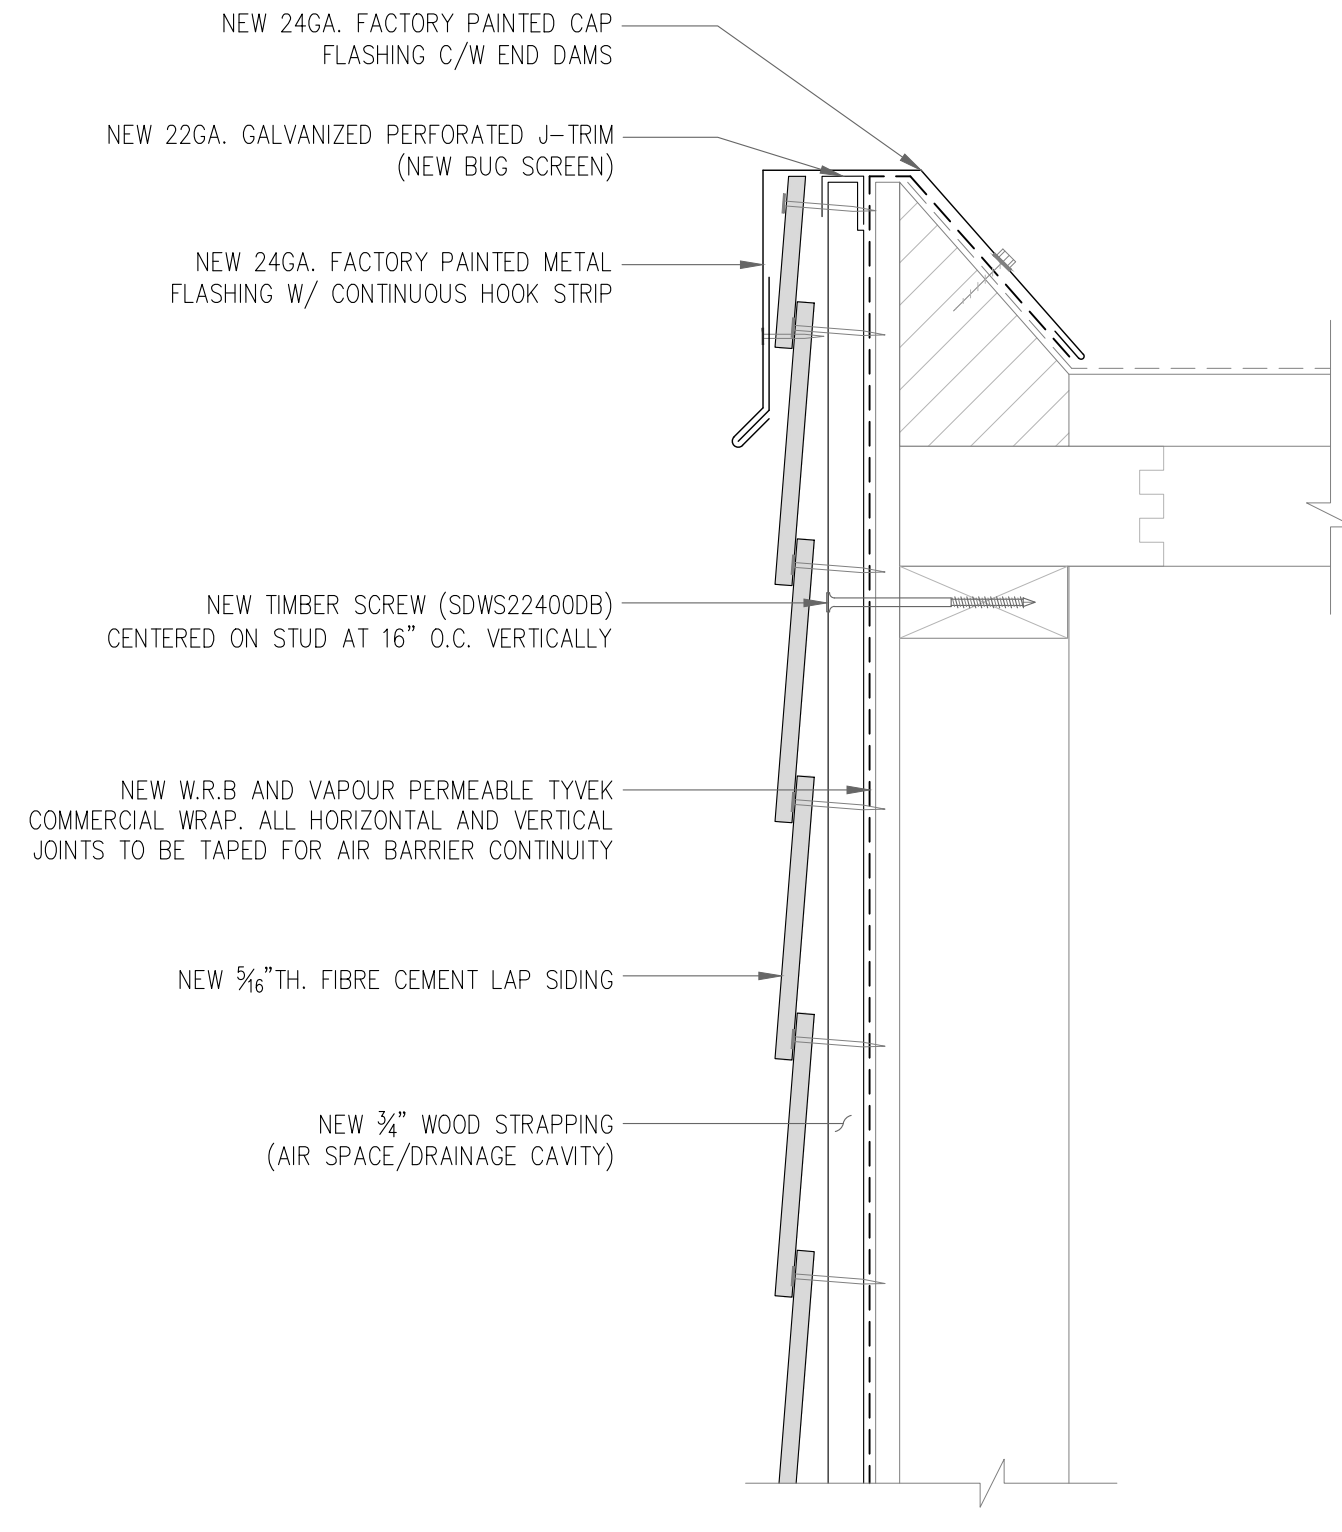 NEW 24GA. FACTORY PAINTED CAP
FLASHING C/W END DAMS
NEW 22GA. GALVANIZED PERFORATED J-TRIM
(NEW BUG SCREEN)
NEW 24GA. FACTORY PAINTED METAL
FLASHING W/ CONTINUOUS HOOK STRIP
NEW TIMBER SCREW (SDWS22400DB)
CENTERED ON STUD AT 16" O.C. VERTICALLY
NEW W.R.B AND VAPOUR PERMEABLE TYVEK
COMMERCIAL WRAP. ALL HORIZONTAL AND VERTICAL
JOINTS TO BE TAPED FOR AIR BARRIER CONTINUITY
NEW 5/16"TH. FIBRE CEMENT LAP SIDING
NEW 3/4" WOOD STRAPPING
(AIR SPACE/DRAINAGE CAVITY)